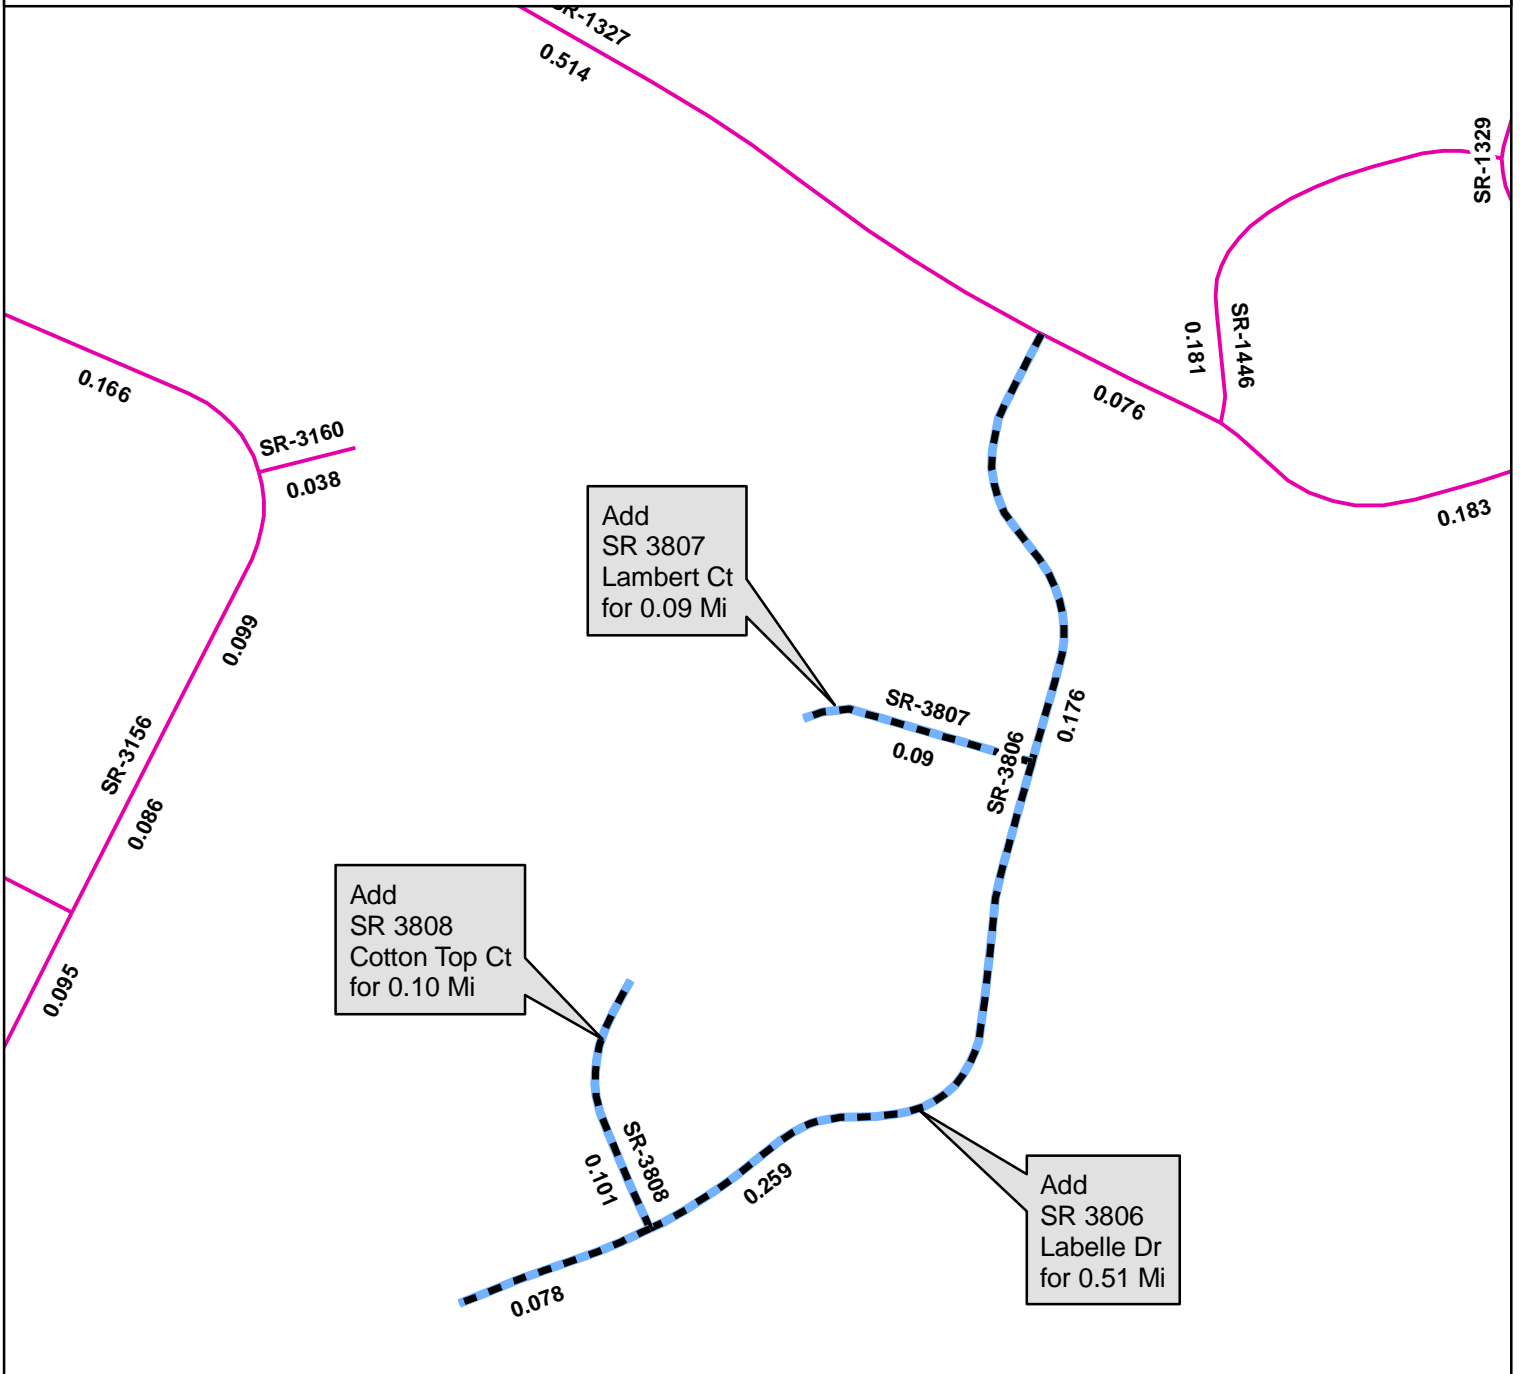 SR-1327
0.514
SR-1329
SR-1446
0.181
0.076
0.183
0.166
SR-3160
0.038
0.099
SR-3156
0.086
0.095
Add
SR 3807
Lambert Ct
for 0.09 Mi
SR-3807
0.09
SR-3806
0.176
Add
SR 3808
Cotton Top Ct
for 0.10 Mi
SR-3808
0.101
0.259
0.078
Add
SR 3806
Labelle Dr
for 0.51 Mi